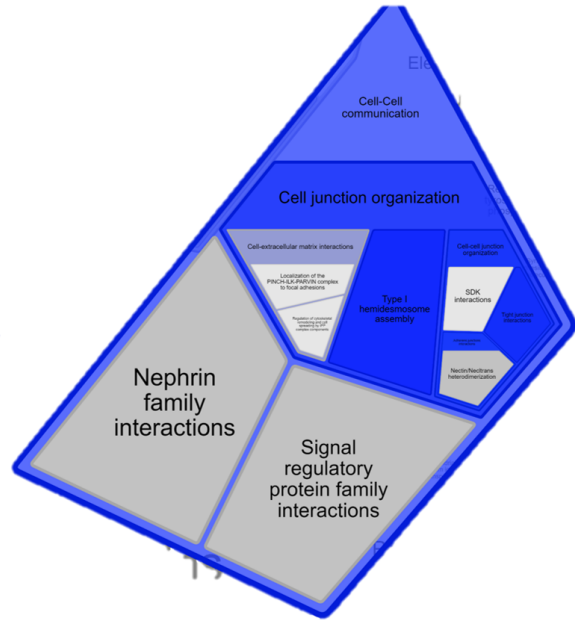 Cell-Cell
communication
Cell junction organization
Cell-extracellular matrix interactions
Localization of the
PINCH-ILK-PARVIN complex
to focal adhesions
Type I
hemidesmosome
assembly
Cell-cell junction
organization
SDK
interactions
Tight junction
interactions
Nectin/Necltrans
heterodimerization
Nephrin
family
interactions
Signal
regulatory
protein family
interactions